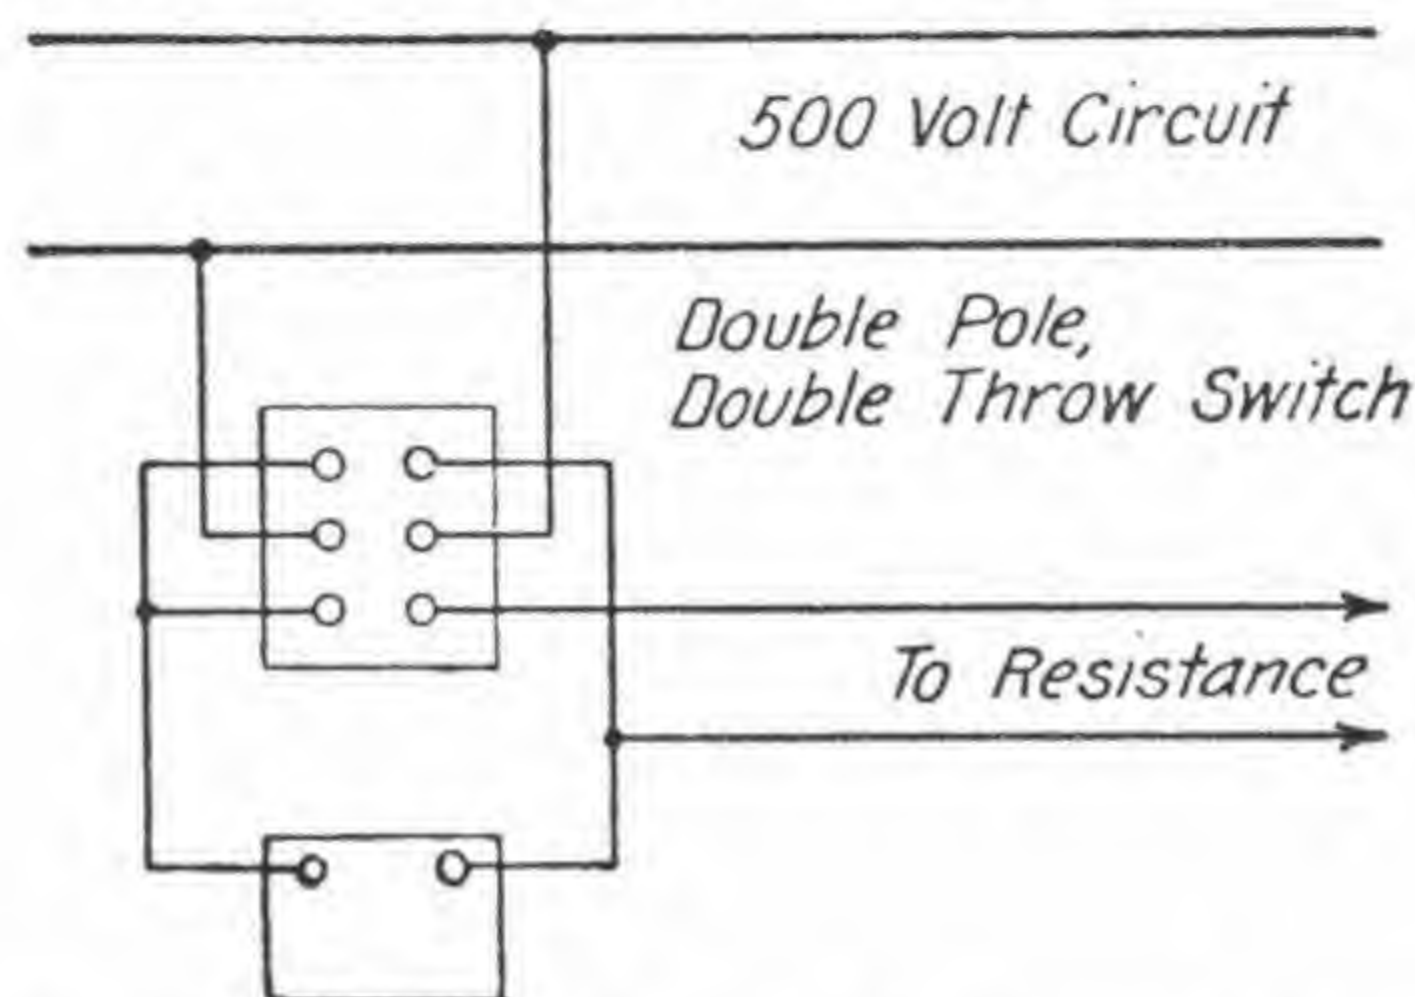 500 Volt Circuit
Double Pole,
Double Throw Switch
To Resistance